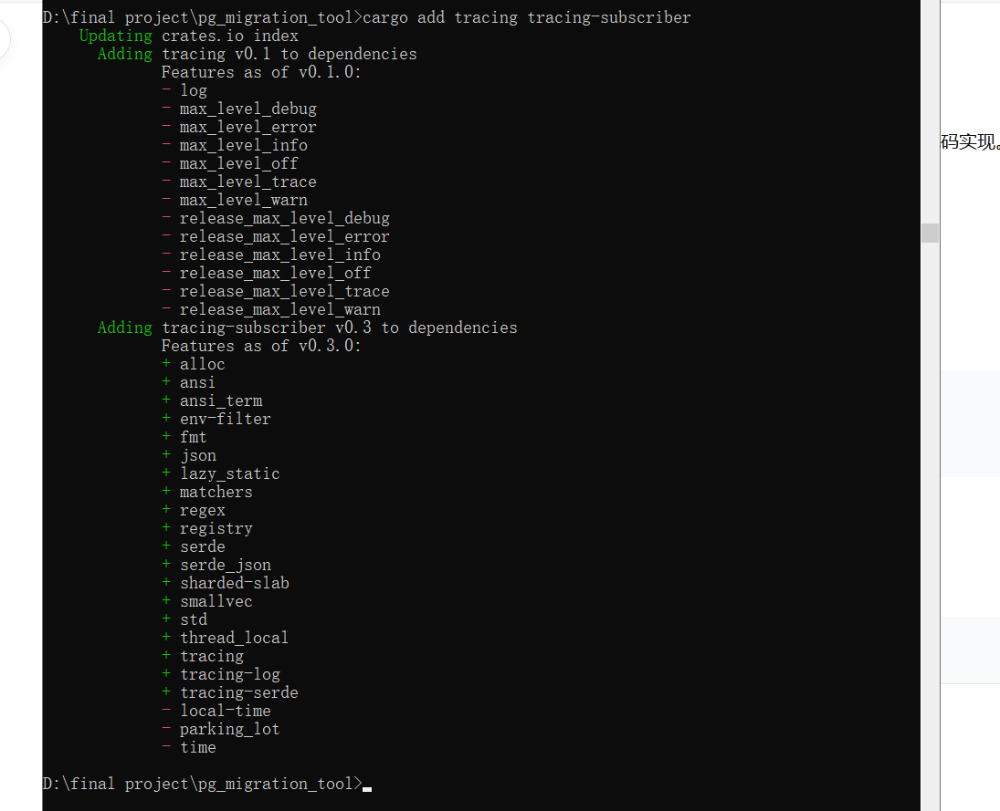 D:\final project\pg_migration_tool>cargo add tracing tracing-subscriber
Updating crates.io index
Adding tracing v0.1 to dependencies
Features as of v0.1.0:
- log
- max_level_debug
- max_level_error
- max_level_info
- max_level_off
- max_level_trace
- max_level_warn
- release_max_level_debug
- release_max_level_error
- release_max_level_info
- release_max_level_off
- release_max_level_trace
- release_max_level_warn
Adding tracing-subscriber v0.3 to dependencies
Features as of v0.3.0:
+ alloc
+ ansi
+ ansi_term
+ env-filter
+ fmt
+ json
+ lazy_static
+ matchers
+ regex
+ registry
+ serde
+ serde_json
+ sharded-slab
+ smallvec
+ std
+ thread_local
+ tracing
+ tracing-log
+ tracing-serde
- local-time
- parking_lot
- time
D:\final project\pg_migration_tool>
码实现。